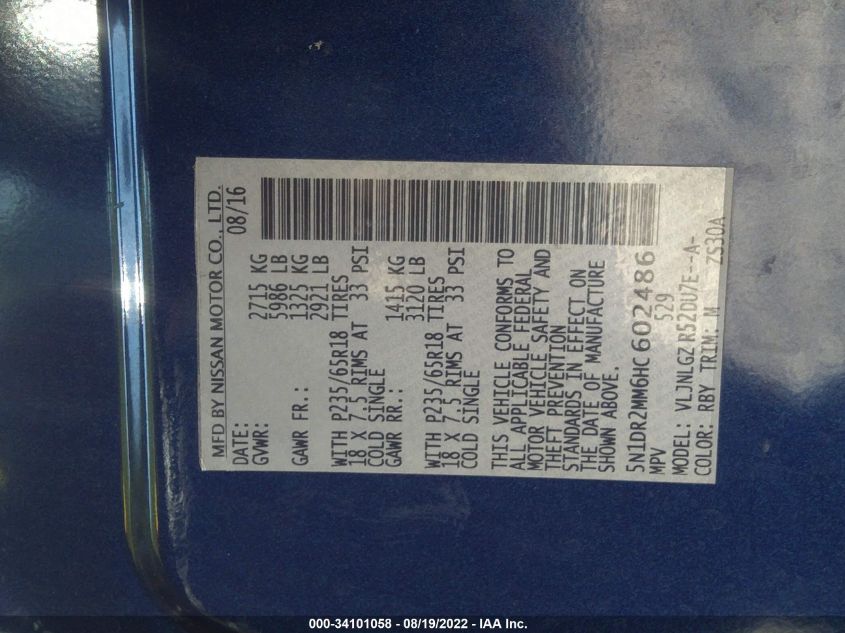 MFD BY NISSAN MOTOR CO., LTD.
DATE: 08/16
GVWR: 2715 KG
5986 LB
GAWR FR.: 1325 KG
2921 LB
WITH P235/65R18 TIRES
18 X 7.5 RIMS AT 33 PSI
COLD SINGLE
GAWR RR.: 1415 KG
3120 LB
WITH P235/65R18 TIRES
18 X 7.5 RIMS AT 33 PSI
COLD SINGLE
THIS VEHICLE CONFORMS TO
ALL APPLICABLE FEDERAL
MOTOR VEHICLE SAFETY AND
THEFT PREVENTION
STANDARDS IN EFFECT ON
THE DATE OF MANUFACTURE
SHOWN ABOVE.
5N1DR2MM6HC602486
MPV 529
MODEL: VLJNLGZ R52DU7E--A-
COLOR: RBY TRIM: M ZS30A
000-34101058 - 08/19/2022 - IAA Inc.